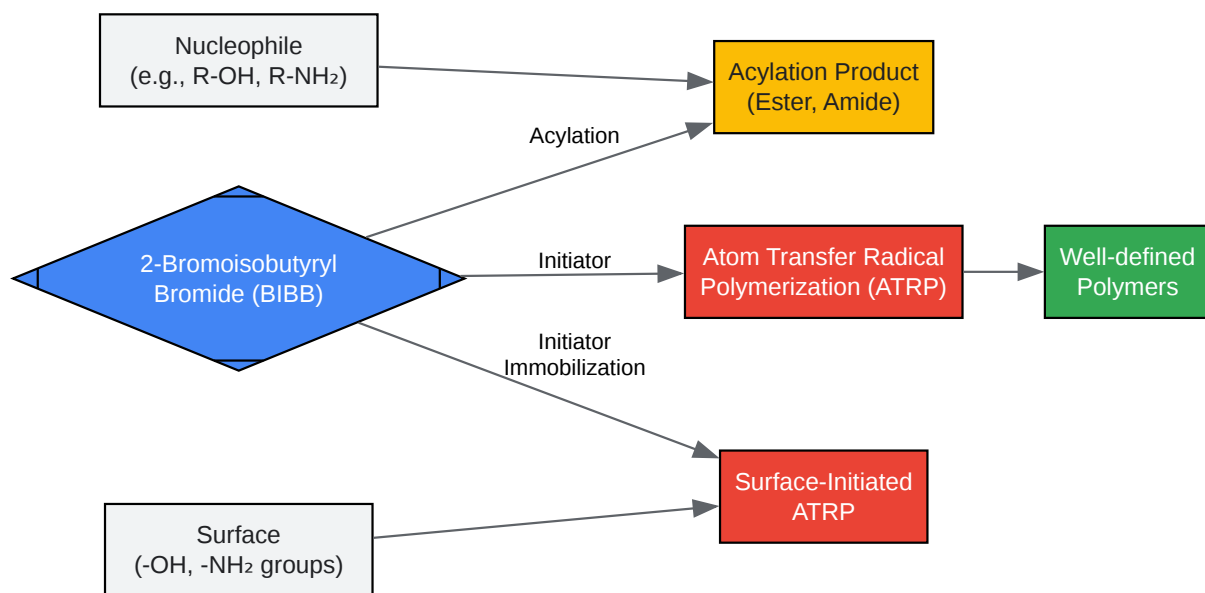 Nucleophile
(e.g., R-OH, R-NH₂)
Acylation Product
(Ester, Amide)
Acylation
2-Bromoisobutyryl
Bromide (BIBB)
Initiator
Atom Transfer Radical
Polymerization (ATRP)
Well-defined
Polymers
Initiator
Immobilization
Surface-Initiated
ATRP
Surface
(-OH, -NH₂ groups)